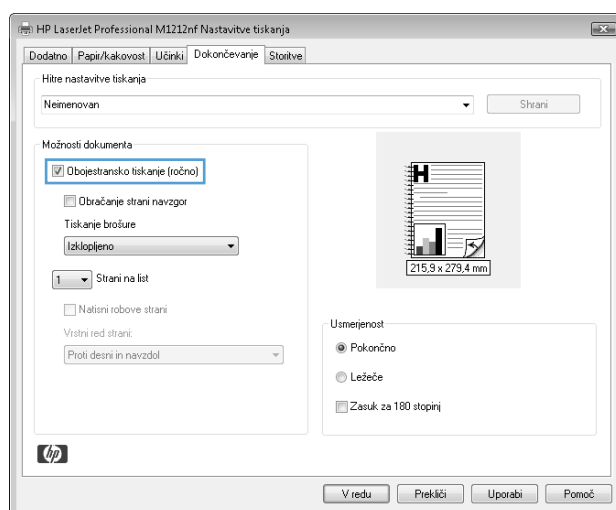 HP LaserJet Professional M1212nf Nastavitve tiskanja
Dodatno Papir/kakovost Učinki Dokončevanje Storitve
Hitre nastavitve tiskanja
Neimenovan
Shrani
Možnosti dokumenta
Obojestransko tiskanje (ročno)
Obračanje strani navzgor
Tiskanje brošure
Izklopljeno
1 Strani na list
Natisni robove strani
Vrstni red strani:
Proti desni in navzdol
H
215,9 x 279,4 mm
Usmerjenost
Pokončno
Ležeče
Zasuk za 180 stopinj
hp
V redu Prekliči Uporabi Pomoč